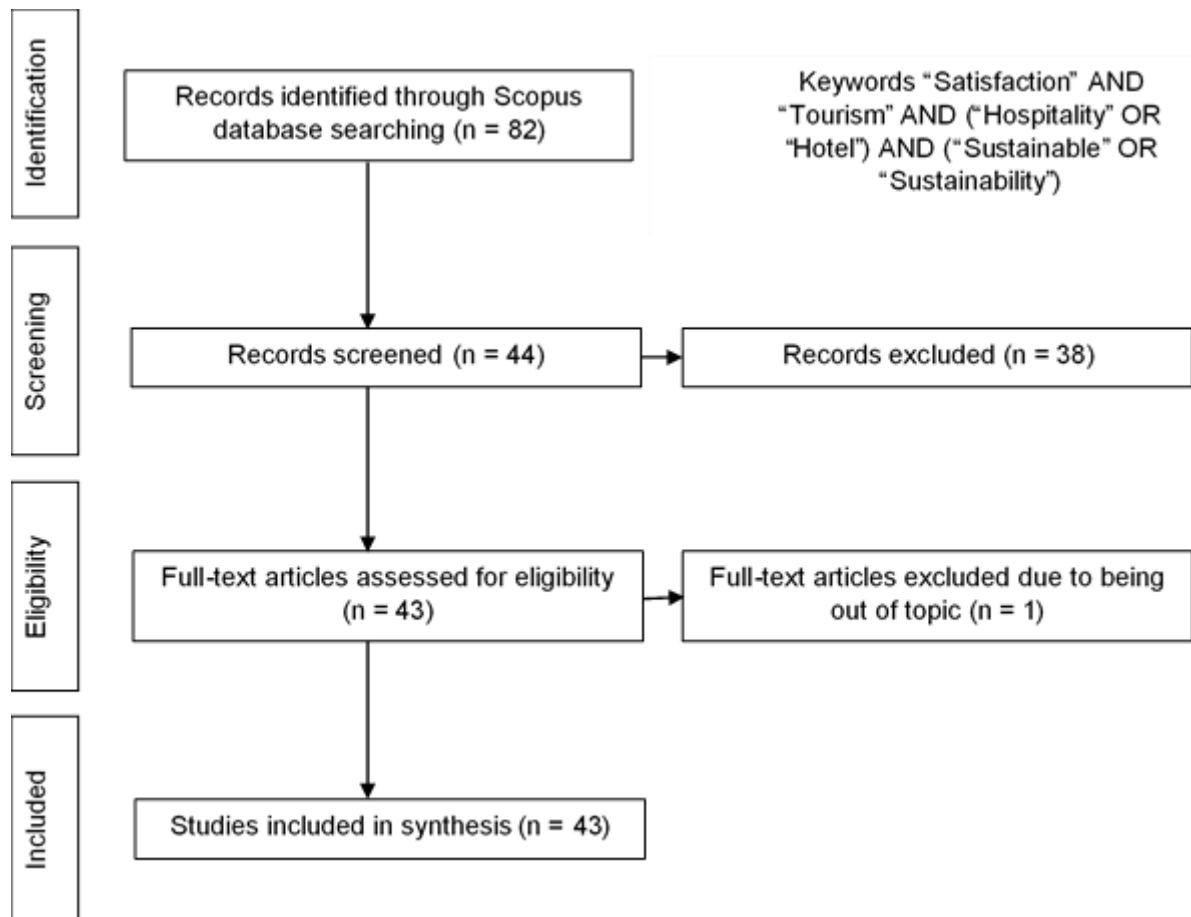 Identification
Records identified through Scopus
database searching (n = 82)
Keywords “Satisfaction” AND
“Tourism” AND (“Hospitality” OR
“Hotel”) AND (“Sustainable” OR
“Sustainability”)
Screening
Records screened (n = 44)
Records excluded (n = 38)
Eligibility
Full-text articles assessed for eligibility
(n = 43)
Full-text articles excluded due to being
out of topic (n = 1)
Included
Studies included in synthesis (n = 43)